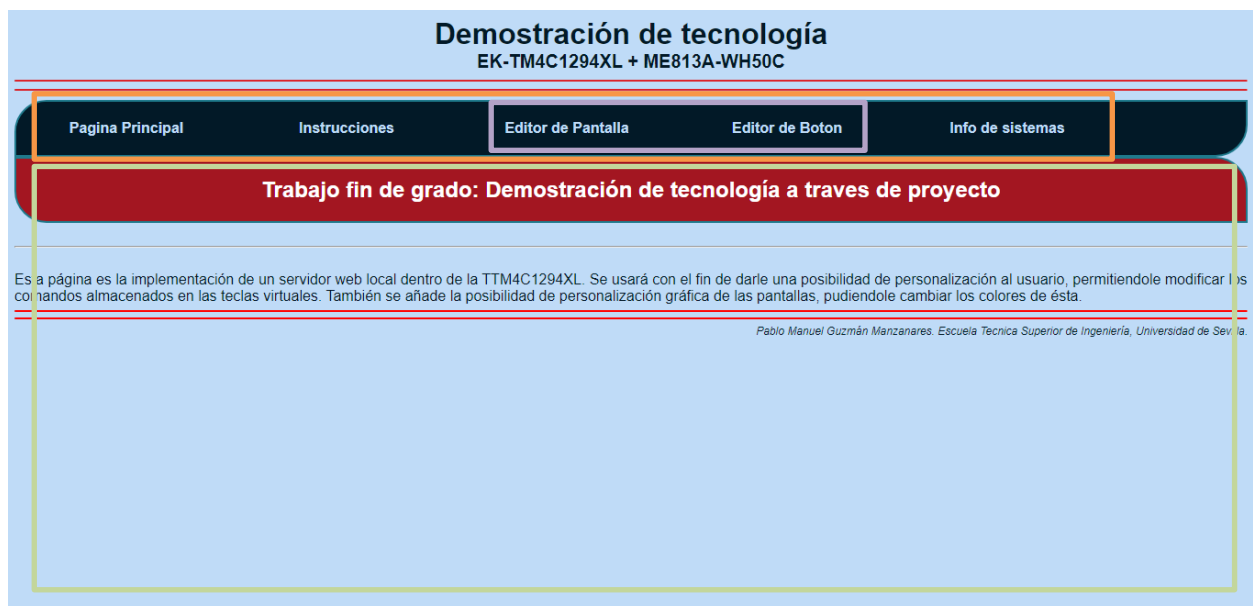 Demostración de tecnología
EK-TM4C1294XL + ME813A-WH50C
Pagina Principal Instrucciones Editor de Pantalla Editor de Boton Info de sistemas
Trabajo fin de grado: Demostración de tecnología a traves de proyecto
Esta página es la implementación de un servidor web local dentro de la TTM4C1294XL. Se usará con el fin de darle una posibilidad de personalización al usuario, permitiendole modificar los
comandos almacenados en las teclas virtuales. También se añade la posibilidad de personalización gráfica de las pantallas, pudiendole cambiar los colores de ésta.
Pablo Manuel Guzmán Manzanares. Escuela Tecnica Superior de Ingeniería, Universidad de Sevilla.